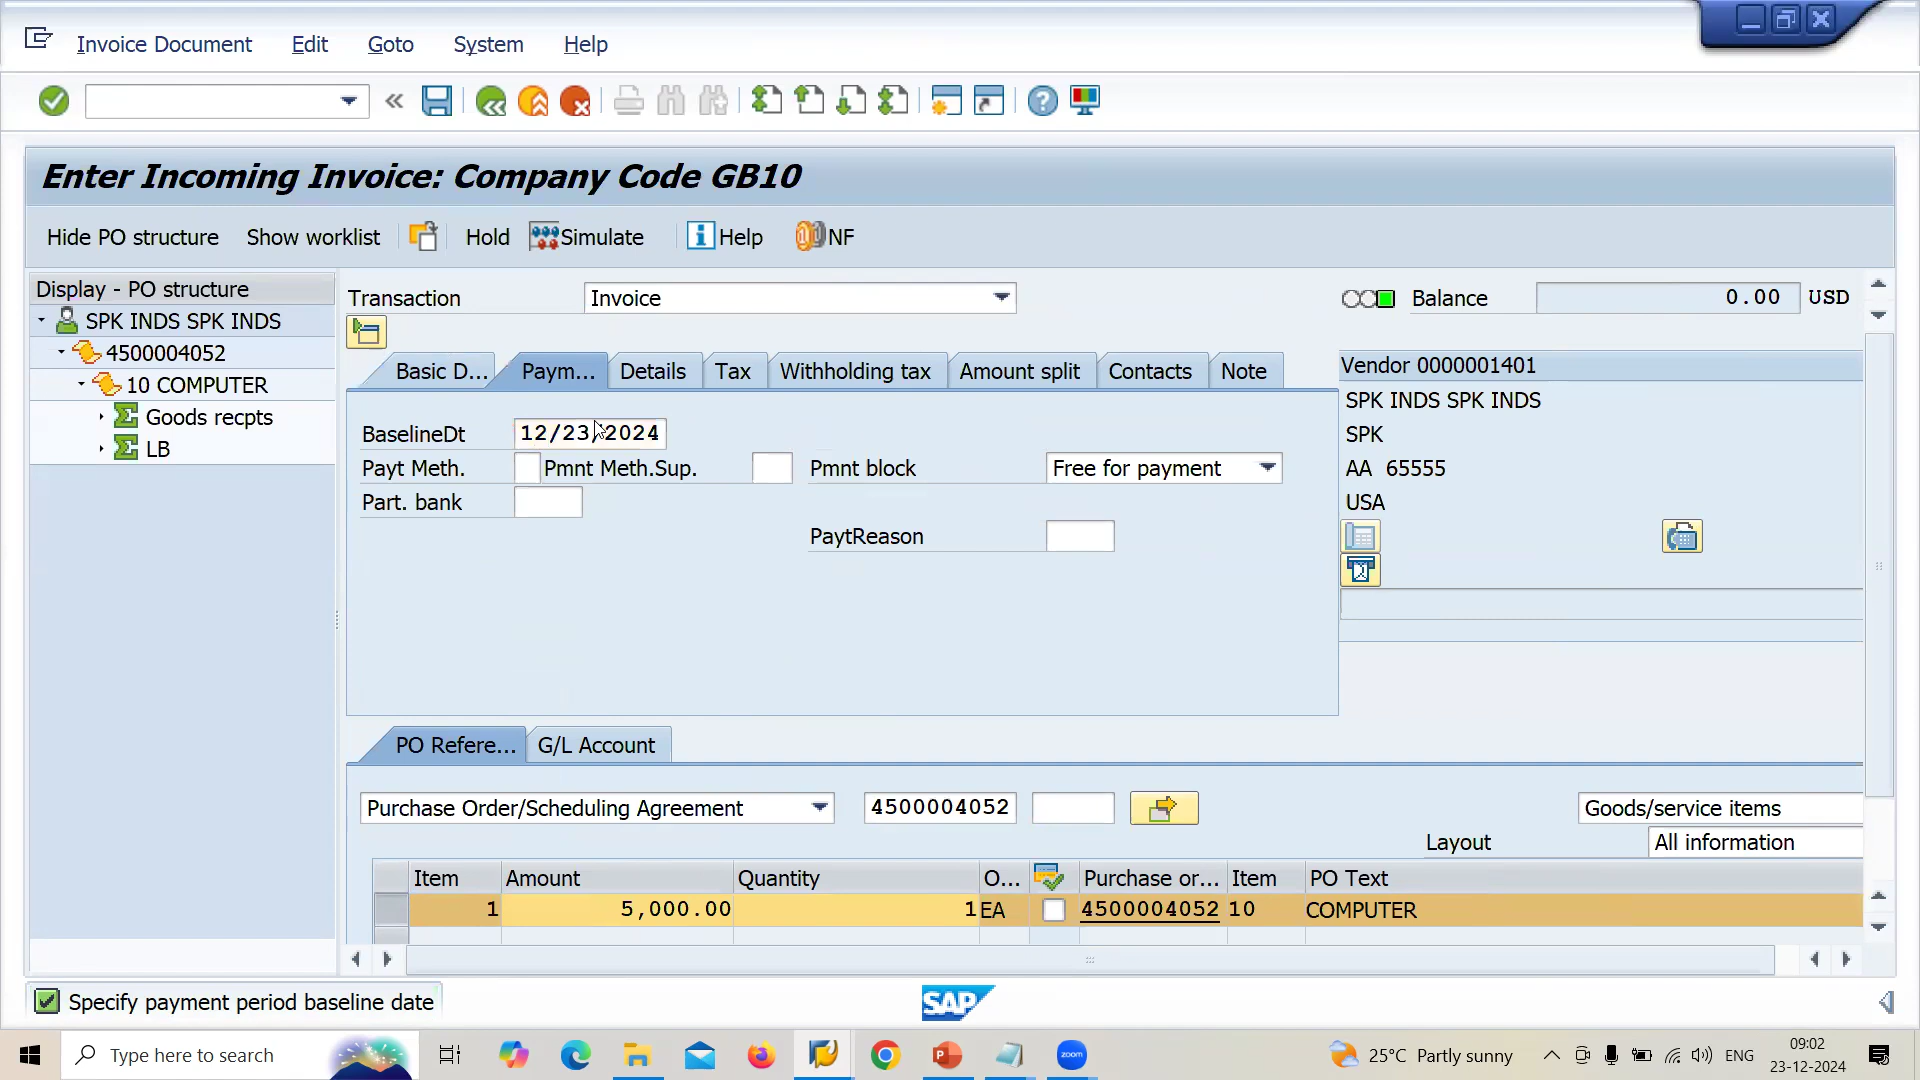 Invoice Document Edit Goto System Help
Enter Incoming Invoice: Company Code GB10
Hide PO structure Show worklist Hold Simulate Help NF
Display - PO structure
SPK INDS SPK INDS
4500004052
10 COMPUTER
Goods recpts
LB
Transaction Invoice Balance 0.00 USD
Basic D... Paym... Details Tax Withholding tax Amount split Contacts Note
BaselineDt 12/23/2024
Payt Meth. Pmnt Meth.Sup. Pmnt block Free for payment
Part. bank
PaytReason
Vendor 0000001401
SPK INDS SPK INDS
SPK
AA 65555
USA
PO Refere... G/L Account
Purchase Order/Scheduling Agreement 4500004052 Goods/service items
Layout All information
Item Amount Quantity O... Purchase or... Item PO Text
1 5,000.00 1 EA 4500004052 10 COMPUTER
Specify payment period baseline date SAP
Type here to search zoom 25°C Partly sunny ENG 09:02
23-12-2024